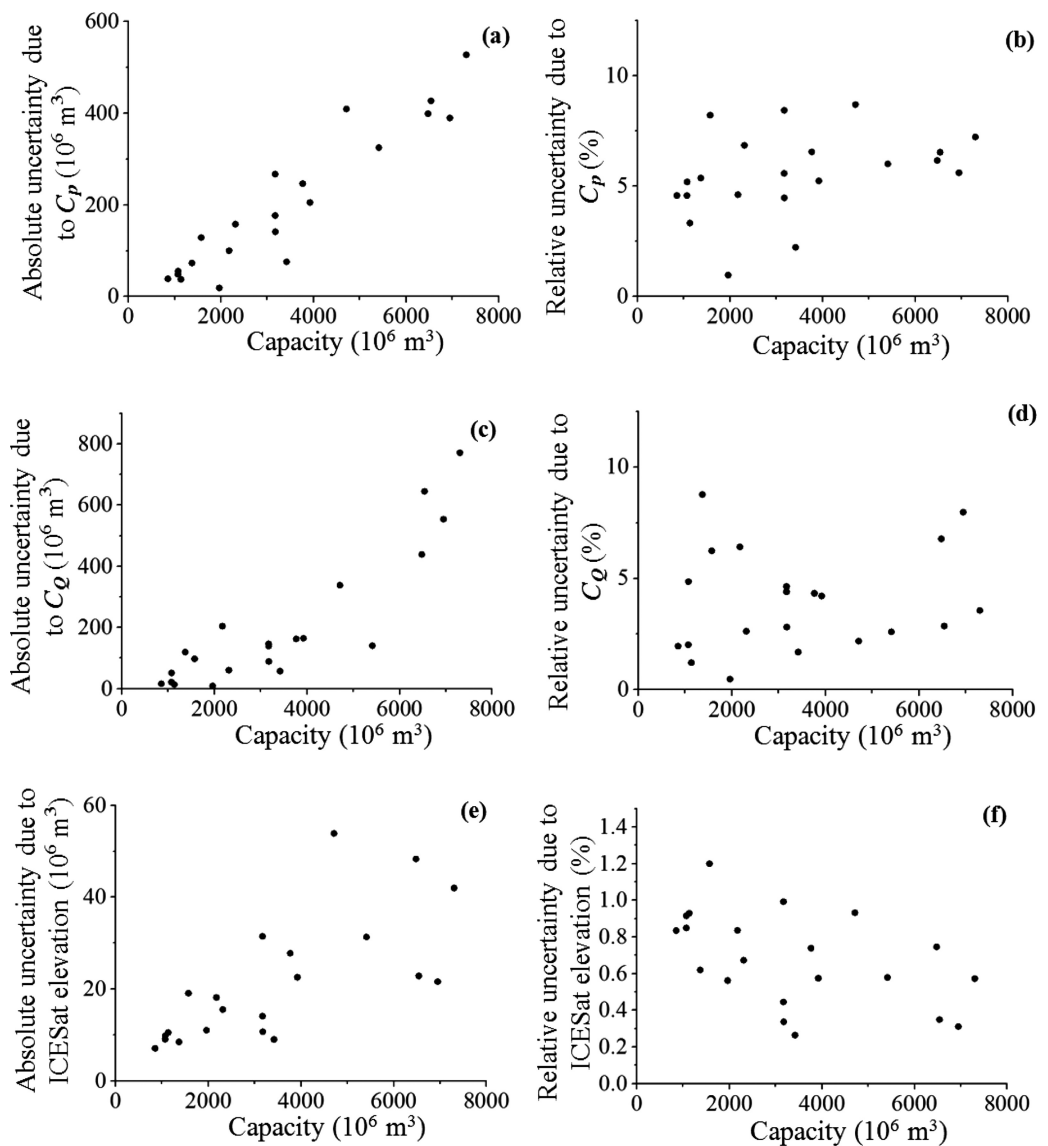 (a)
Absolute uncertainty due
to Cₚ (10⁶ m³)
600
400
200
0
0 2000 4000 6000 8000
Capacity (10⁶ m³)
(b)
Relative uncertainty due to
Cₚ (%)
10
5
0
0 2000 4000 6000 8000
Capacity (10⁶ m³)
(c)
Absolute uncertainty due
to C_Q (10⁶ m³)
800
600
400
200
0
0 2000 4000 6000 8000
Capacity (10⁶ m³)
(d)
Relative uncertainty due to
C_Q (%)
10
5
0
0 2000 4000 6000 8000
Capacity (10⁶ m³)
(e)
Absolute uncertainty due to
ICESat elevation (10⁶ m³)
60
40
20
0
0 2000 4000 6000 8000
Capacity (10⁶ m³)
(f)
Relative uncertainty due to
ICESat elevation (%)
1.4
1.2
1.0
0.8
0.6
0.4
0.2
0.0
0 2000 4000 6000 8000
Capacity (10⁶ m³)